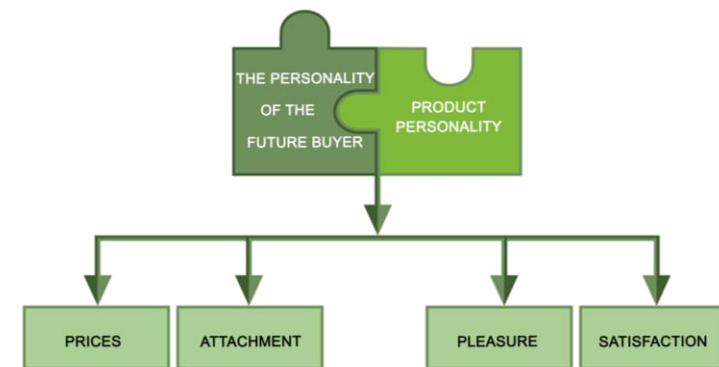 THE PERSONALITY
OF THE
FUTURE BUYER
PRODUCT
PERSONALITY
PRICES
ATTACHMENT
PLEASURE
SATISFACTION